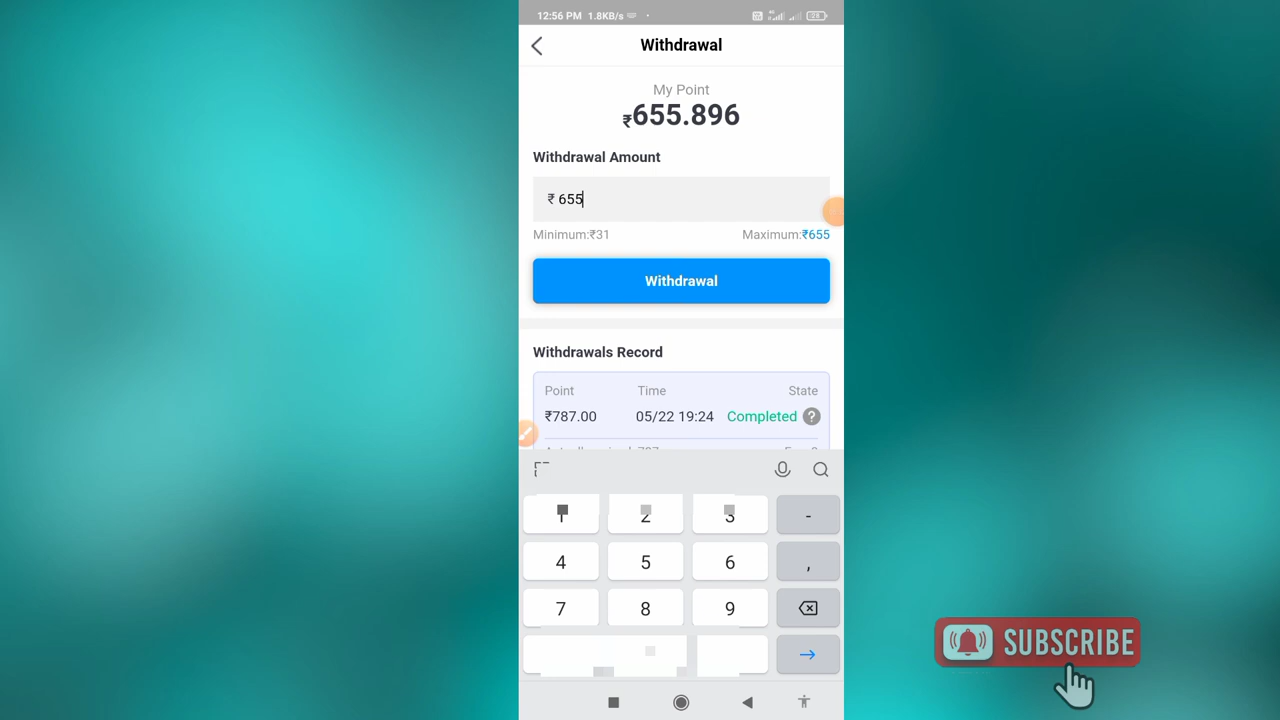 12:56 PM 1.8KB/s
Withdrawal
My Point
₹655.896
Withdrawal Amount
₹ 655
Minimum:₹31 Maximum:₹655
Withdrawal
Withdrawals Record
Point Time State
₹787.00 05/22 19:24 Completed ?
1 2 3 -
4 5 6 ,
7 8 9
SUBSCRIBE